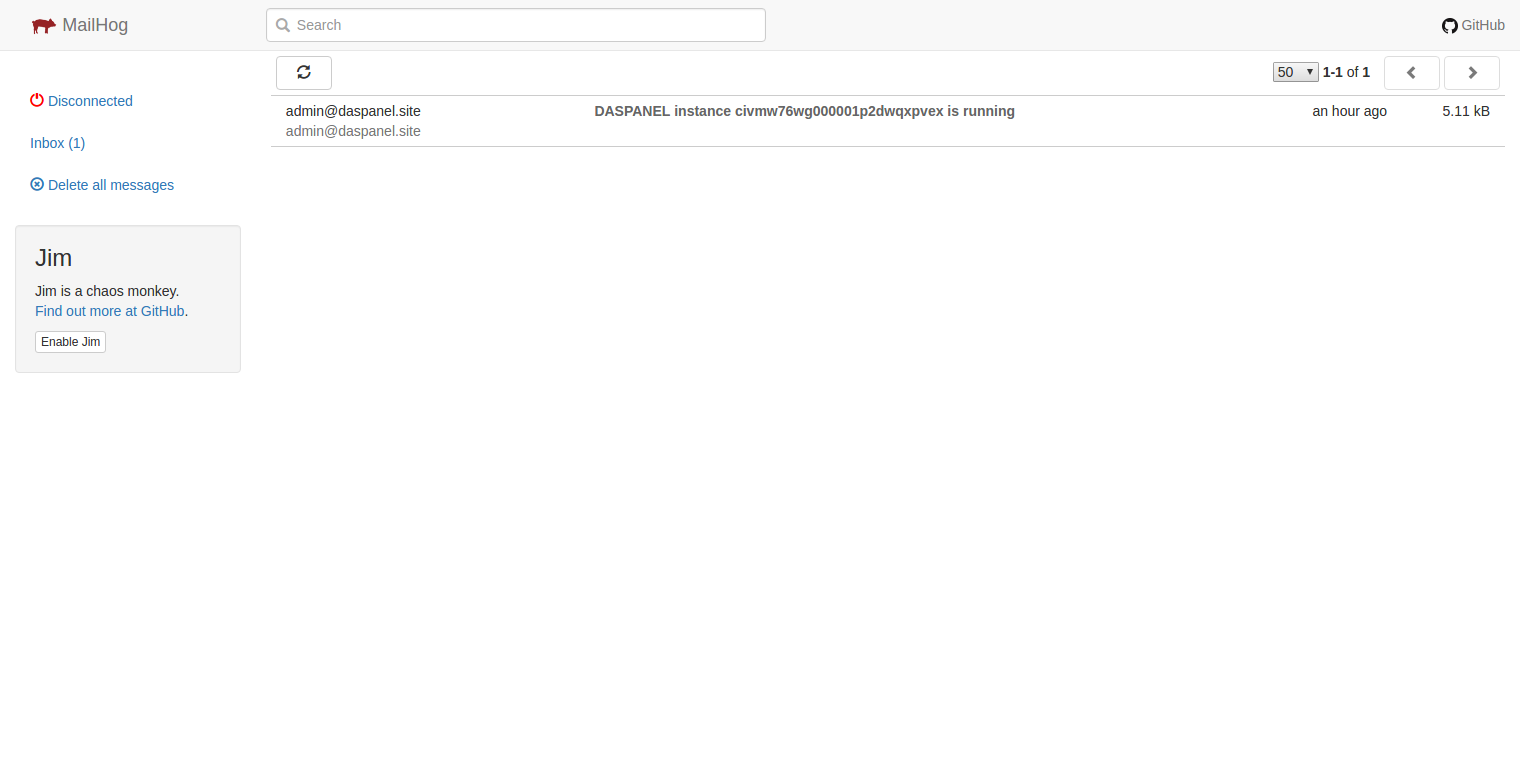 MailHog
Search
GitHub
50
1-1 of 1
Disconnected
Inbox (1)
Delete all messages
Jim
Jim is a chaos monkey.
Find out more at GitHub.
Enable Jim
admin@daspanel.site DASPANEL instance civmw76wg000001p2dwqxpvex is running an hour ago 5.11 kB
admin@daspanel.site